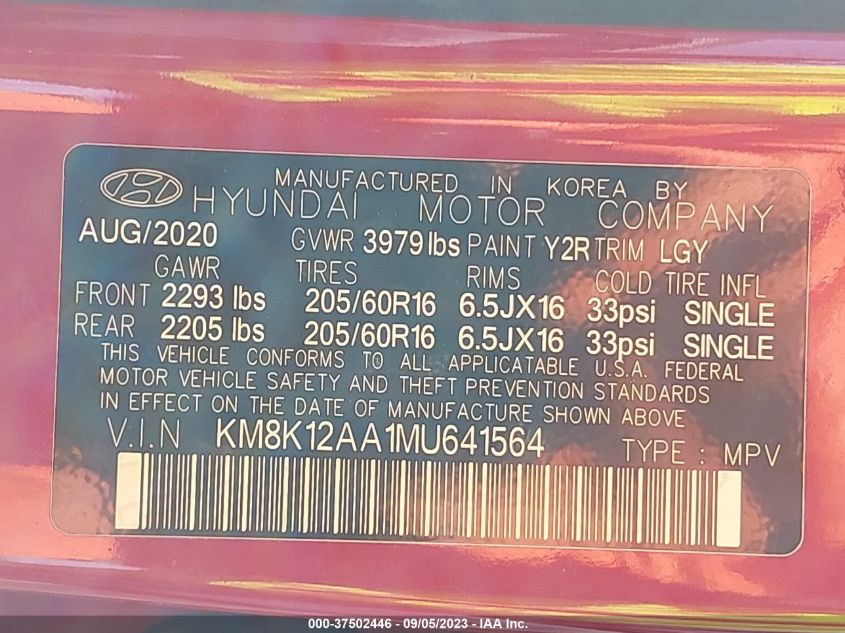 MANUFACTURED IN KOREA BY
HYUNDAI MOTOR COMPANY
AUG/2020 GVWR 3979 lbs PAINT Y2R TRIM LGY
GAWR TIRES RIMS COLD TIRE INFL
FRONT 2293 lbs 205/60R16 6.5JX16 33psi SINGLE
REAR 2205 lbs 205/60R16 6.5JX16 33psi SINGLE
THIS VEHICLE CONFORMS TO ALL APPLICATABLE U.S.A. FEDERAL
MOTOR VEHICLE SAFETY AND THEFT PREVENTION STANDARDS
IN EFFECT ON THE DATE OF MANUFACTURE SHOWN ABOVE
V.I.N KM8K12AA1MU641564 TYPE : MPV
000-37502446 - 09/05/2023 - IAA Inc.